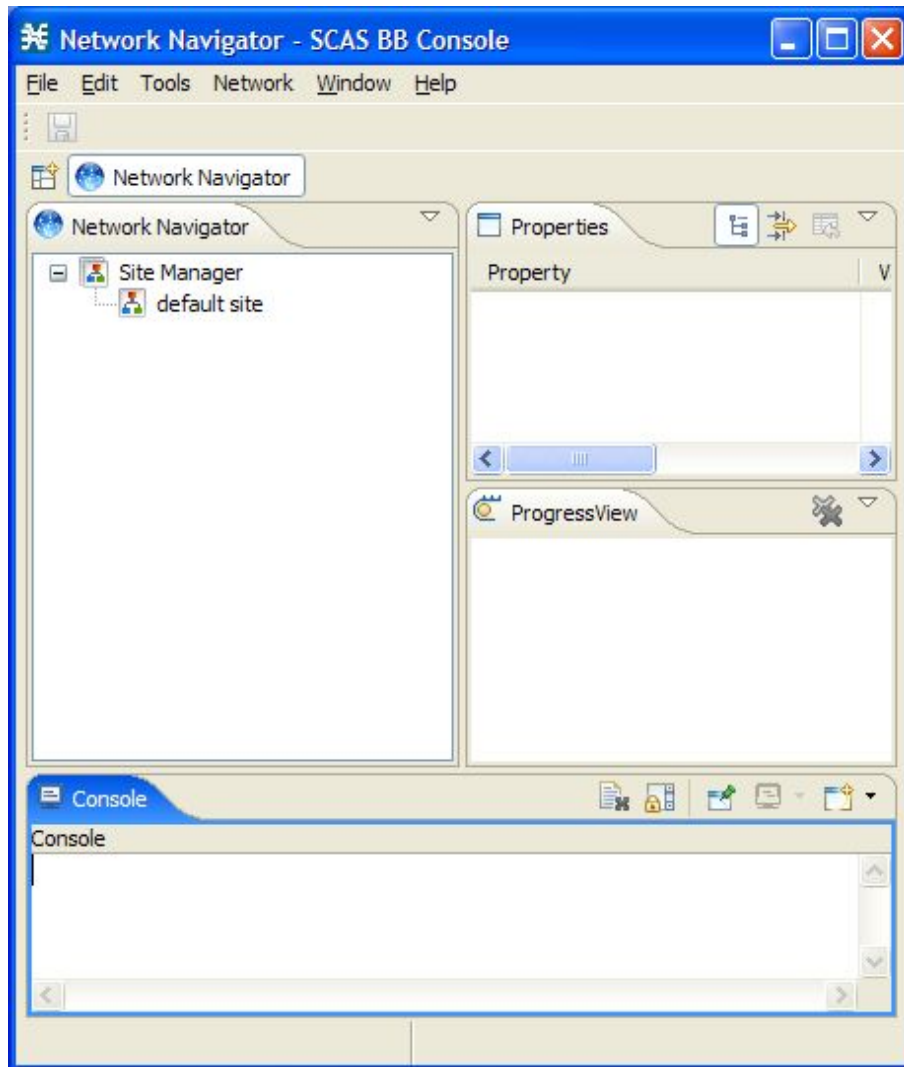 Network Navigator - SCAS BB Console
File Edit Tools Network Window Help
Network Navigator
Network Navigator
Site Manager
default site
Properties
Property V
ProgressView
Console
Console